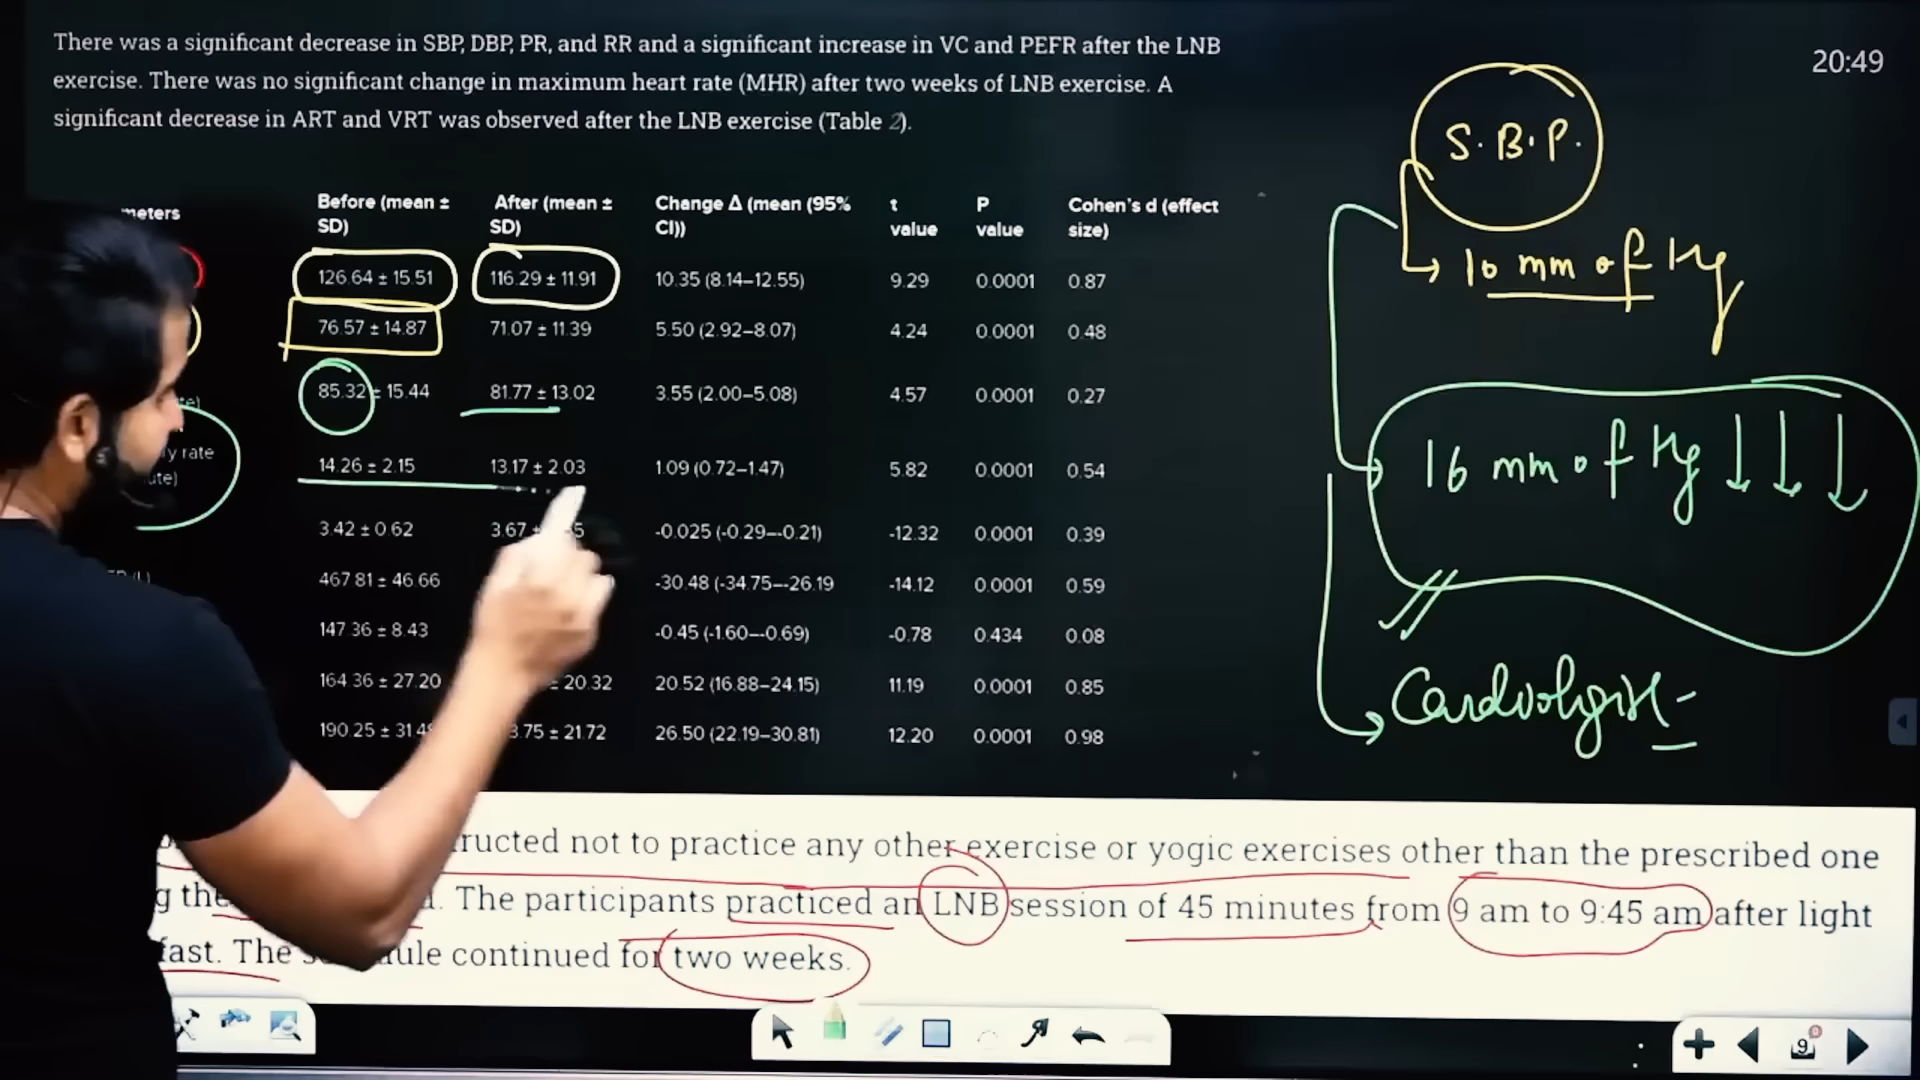 There was a significant decrease in SBP, DBP, PR, and RR and a significant increase in VC and PEFR after the LNB
exercise. There was no significant change in maximum heart rate (MHR) after two weeks of LNB exercise. A
significant decrease in ART and VRT was observed after the LNB exercise (Table 2).
20:49
S.B.P.
10 mm of Hg
16 mm of Hg
Cardiologist -
meters Before (mean ± SD) After (mean ± SD) Change Δ (mean (95% CI)) t value P value Cohen's d (effect size)
126.64 ± 15.51 116.29 ± 11.91 10.35 (8.14–12.55) 9.29 0.0001 0.87
76.57 ± 14.87 71.07 ± 11.39 5.50 (2.92–8.07) 4.24 0.0001 0.48
85.32 ± 15.44 81.77 ± 13.02 3.55 (2.00–5.08) 4.57 0.0001 0.27
y rate 14.26 ± 2.15 13.17 ± 2.03 1.09 (0.72–1.47) 5.82 0.0001 0.54
3.42 ± 0.62 3.67 -0.025 (-0.29–-0.21) -12.32 0.0001 0.39
467.81 ± 46.66 -30.48 (-34.75–-26.19 -14.12 0.0001 0.59
147.36 ± 8.43 -0.45 (-1.60–-0.69) -0.78 0.434 0.08
164.36 ± 27.20 ± 20.32 20.52 (16.88–24.15) 11.19 0.0001 0.85
190.25 ± 31.4 3.75 ± 21.72 26.50 (22.19–30.81) 12.20 0.0001 0.98
ructed not to practice any other exercise or yogic exercises other than the prescribed one
g the . The participants practiced an LNB session of 45 minutes from 9 am to 9:45 am after light
fast. The ule continued for two weeks.
9